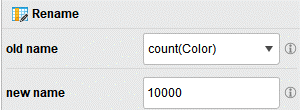 Rename
old name count(Color)
new name 10000